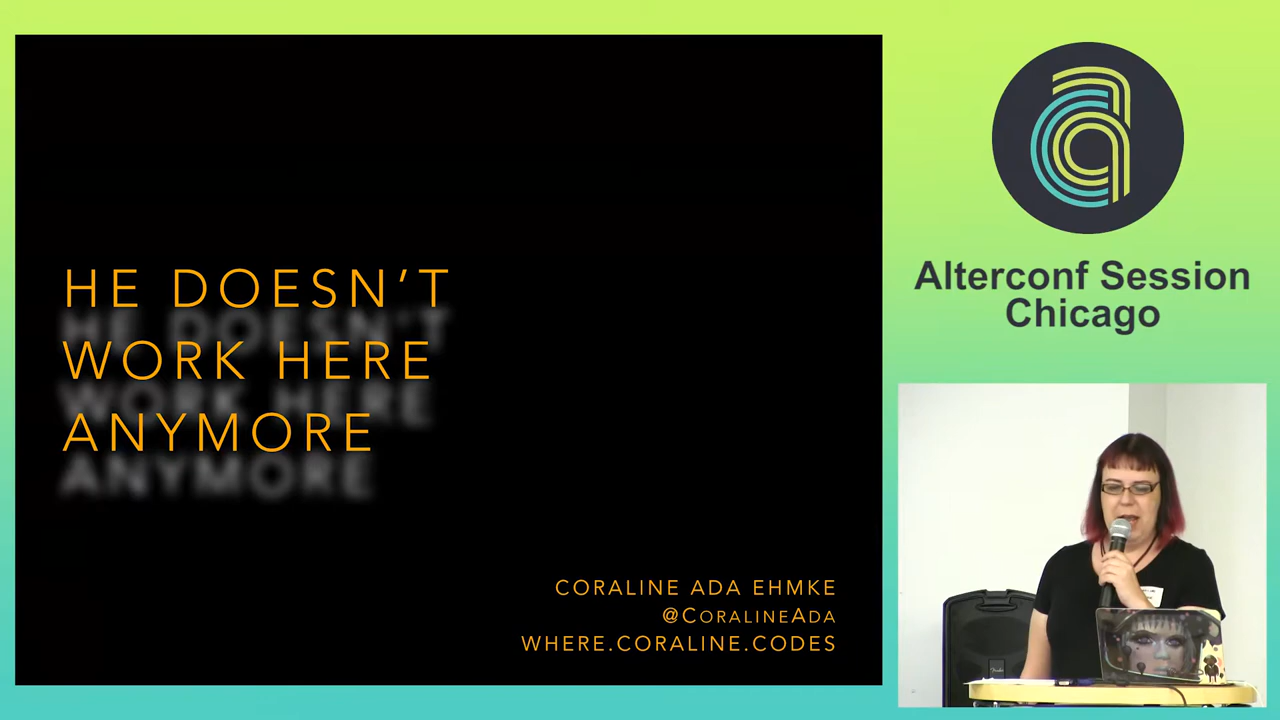 HE DOESN'T
WORK HERE
ANYMORE
CORALINE ADA EHMKE
@CORALINEADA
WHERE.CORALINE.CODES
Alterconf Session
Chicago